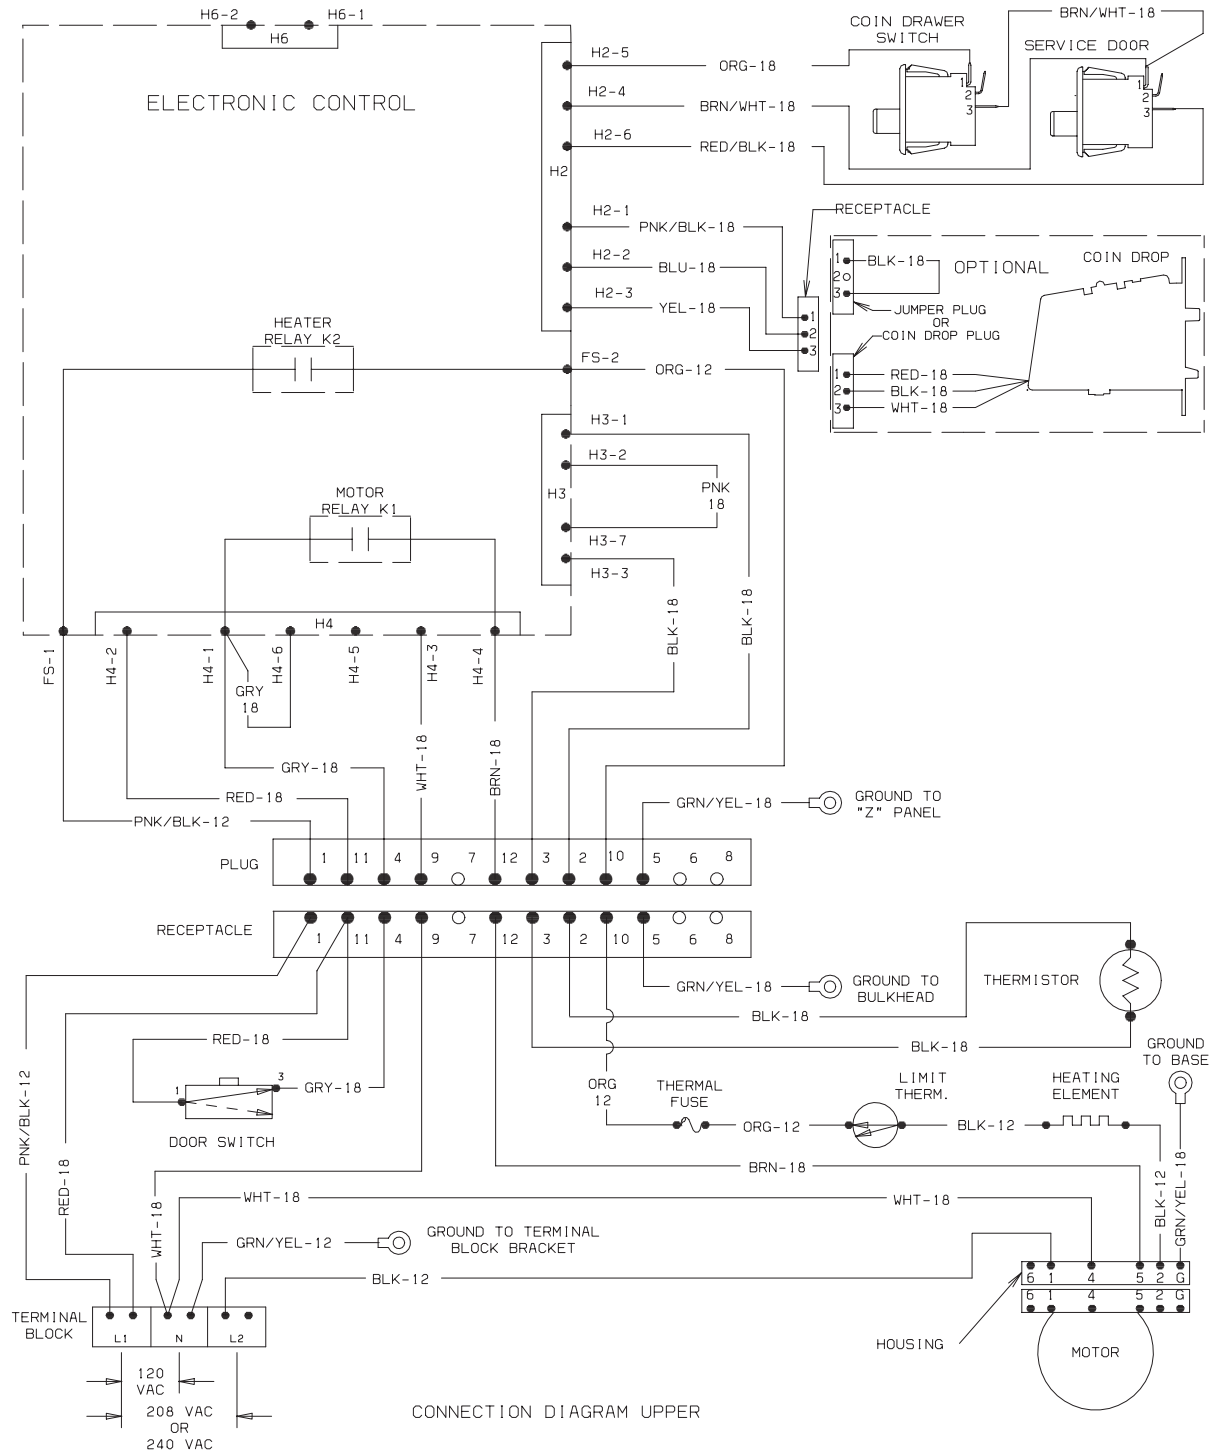 H6-2
H6-1
H6
ELECTRONIC CONTROL
H2-5
ORG-18
H2-4
BRN/WHT-18
H2-6
RED/BLK-18
H2
H2-1
PNK/BLK-18
H2-2
BLU-18
H2-3
YEL-18
COIN DRAWER
SWITCH
BRN/WHT-18
SERVICE DOOR
1
2
3
1
2
3
RECEPTACLE
1
2
3
1
2
3
BLK-18
OPTIONAL
COIN DROP
JUMPER PLUG
OR
COIN DROP PLUG
1
2
3
RED-18
BLK-18
WHT-18
HEATER
RELAY K2
FS-2
ORG-12
H3-1
H3-2
H3
PNK
18
H3-7
H3-3
MOTOR
RELAY K1
H4
FS-1
H4-2
H4-1
H4-6
H4-5
H4-3
H4-4
GRY
18
BLK-18
BLK-18
WHT-18
BRN-18
GRY-18
RED-18
PNK/BLK-12
GRN/YEL-18
GROUND TO
"Z" PANEL
PLUG
1 11 4 9 7 12 3 2 10 5 6 8
RECEPTACLE
1 11 4 9 7 12 3 2 10 5 6 8
GRN/YEL-18
GROUND TO
BULKHEAD
THERMISTOR
BLK-18
BLK-18
RED-18
1
3
GRY-18
DOOR SWITCH
PNK/BLK-12
RED-18
WHT-18
ORG
12
THERMAL
FUSE
ORG-12
LIMIT
THERM.
BLK-12
HEATING
ELEMENT
GROUND
TO BASE
BRN-18
BLK-12
GRN/YEL-18
WHT-18
WHT-18
GRN/YEL-12
GROUND TO TERMINAL
BLOCK BRACKET
BLK-12
TERMINAL
BLOCK
L1
N
L2
6 1 4 5 2 G
6 1 4 5 2 G
HOUSING
MOTOR
120
VAC
208 VAC
OR
240 VAC
CONNECTION DIAGRAM UPPER